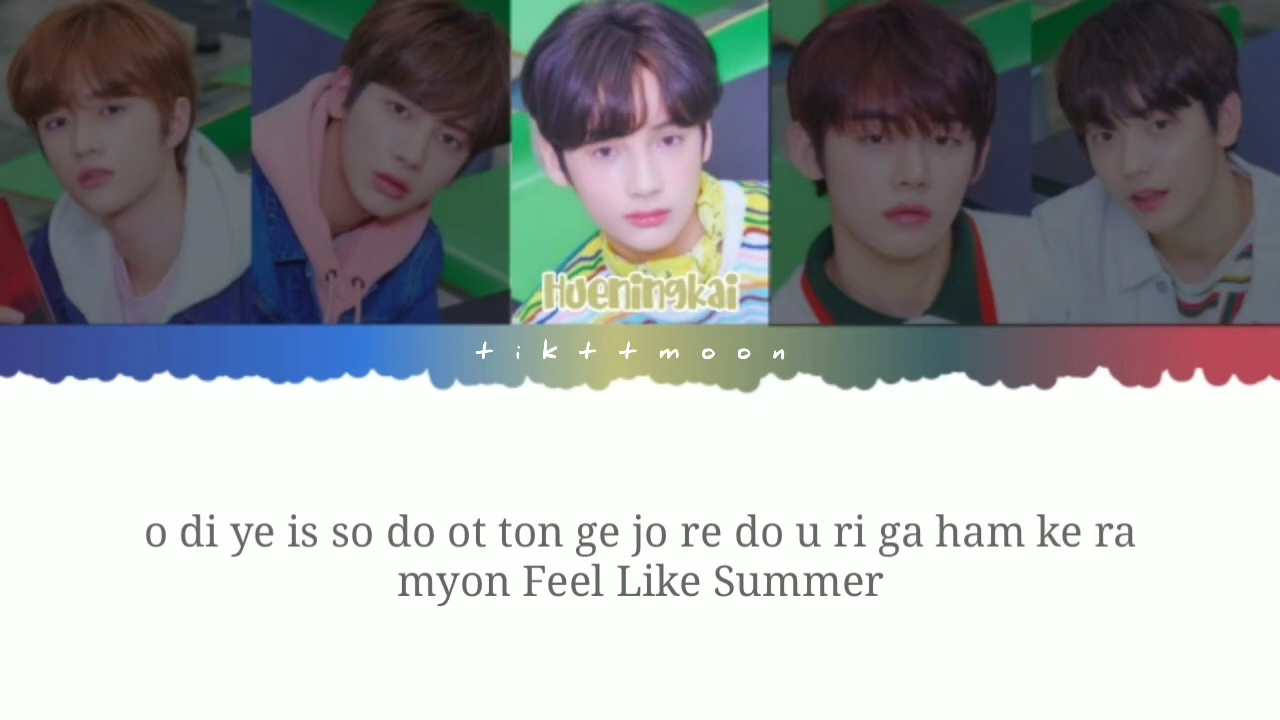 Hueningkai
tikttmoon
o di ye is so do ot ton ge jo re do u ri ga ham ke ra
myon Feel Like Summer